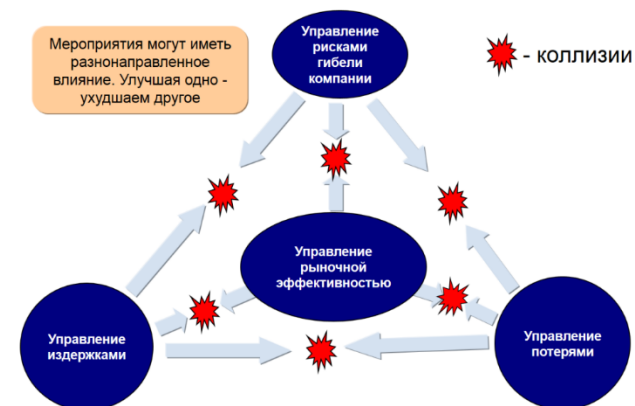 Мероприятия могут иметь
разнонаправленное
влияние. Улучшая одно -
ухудшаем другое
Управление
рисками
гибели
компании
- коллизии
Управление
рыночной
эффективностью
Управление
издержками
Управление
потерями